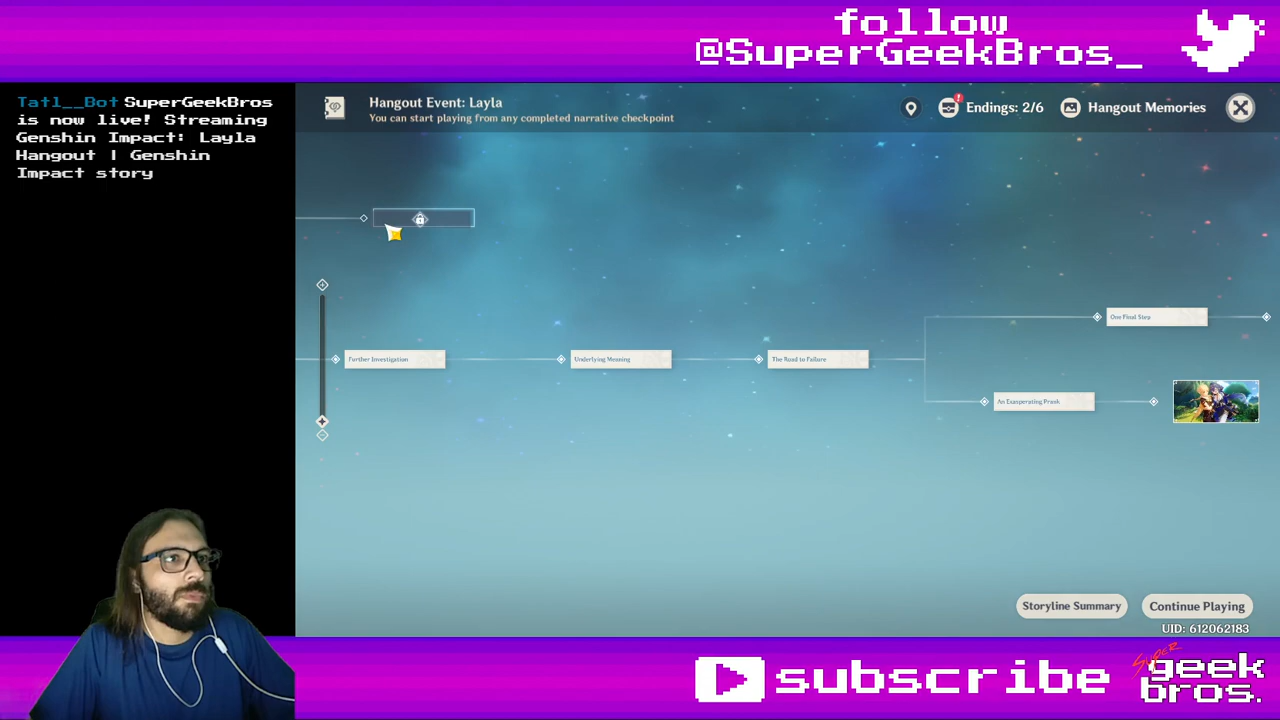 follow
@SuperGeekBros_
Tatl__Bot SuperGeekBros
is now live! Streaming
Genshin Impact: Layla
Hangout | Genshin
Impact story
Hangout Event: Layla
You can start playing from any completed narrative checkpoint
Endings: 2/6
Hangout Memories
One Final Step
Further Investigation
Underlying Meaning
The Road to Failure
An Exasperating Prank
Storyline Summary
Continue Playing
UID: 612062183
subscribe
SUPER
geek
bros.